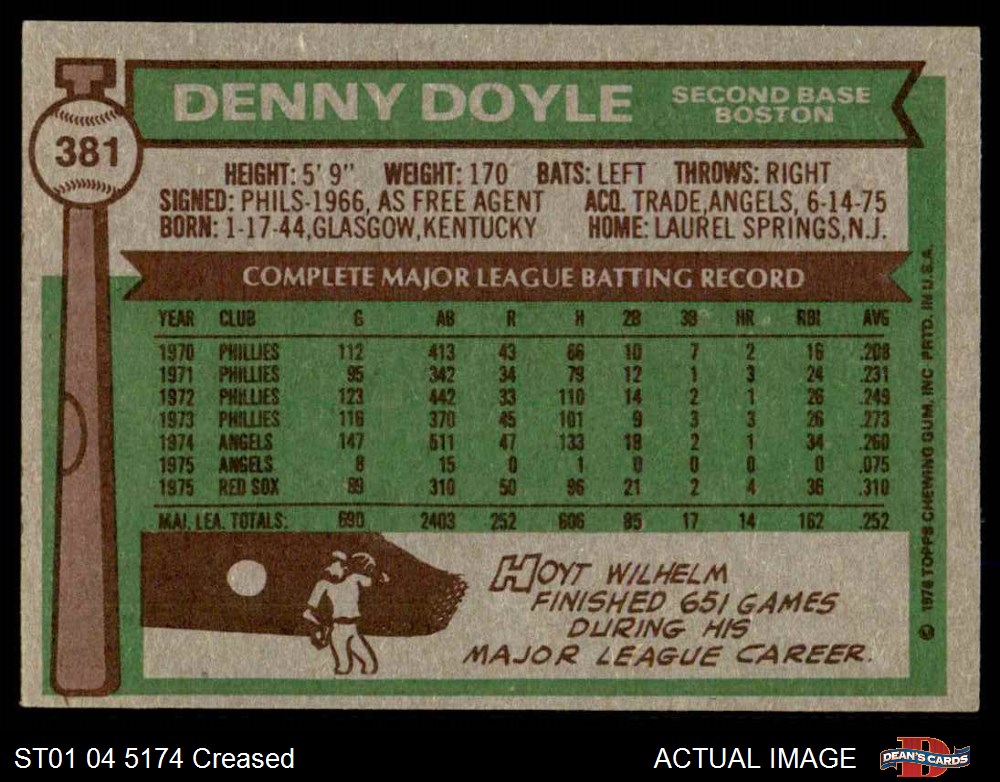 381
DENNY DOYLE
SECOND BASE
BOSTON
HEIGHT: 5' 9" WEIGHT: 170 BATS: LEFT THROWS: RIGHT
SIGNED: PHILS-1966, AS FREE AGENT ACQ. TRADE, ANGELS, 6-14-75
BORN: 1-17-44, GLASGOW, KENTUCKY HOME: LAUREL SPRINGS, N.J.
COMPLETE MAJOR LEAGUE BATTING RECORD
YEAR CLUB G AB R H 2B 3B HR RBI AVG
1970 PHILLIES 112 413 43 86 10 7 2 16 .208
1971 PHILLIES 95 342 34 79 12 1 3 24 .231
1972 PHILLIES 123 442 33 110 14 2 1 26 .249
1973 PHILLIES 116 370 45 101 9 3 3 26 .273
1974 ANGELS 147 511 47 133 19 2 1 34 .260
1975 ANGELS 8 15 0 1 0 0 0 0 .075
1975 RED SOX 89 310 50 96 21 2 4 36 .310
MAJ. LEA. TOTALS: 690 2403 252 606 85 17 14 162 .252
HOYT WILHELM
FINISHED 651 GAMES
DURING HIS
MAJOR LEAGUE CAREER.
© 1976 TOPPS CHEWING GUM, INC. PRTD. IN U.S.A.
ST01 04 5174 Creased
ACTUAL IMAGE
DEAN'S CARDS